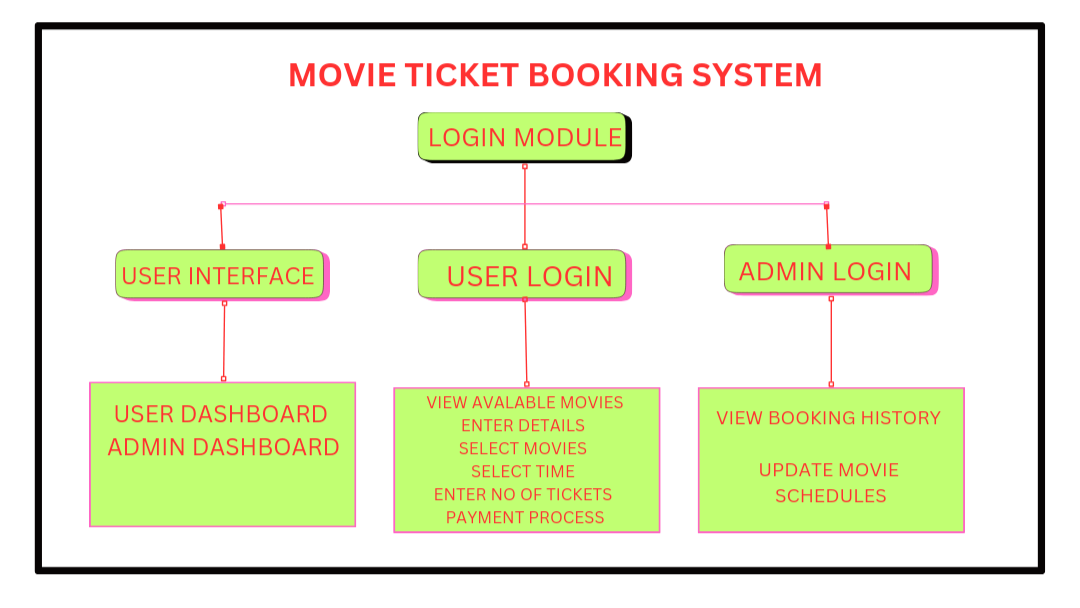 MOVIE TICKET BOOKING SYSTEM
LOGIN MODULE
USER INTERFACE
USER LOGIN
ADMIN LOGIN
USER DASHBOARD
ADMIN DASHBOARD
VIEW AVALABLE MOVIES
ENTER DETAILS
SELECT MOVIES
SELECT TIME
ENTER NO OF TICKETS
PAYMENT PROCESS
VIEW BOOKING HISTORY
UPDATE MOVIE
SCHEDULES